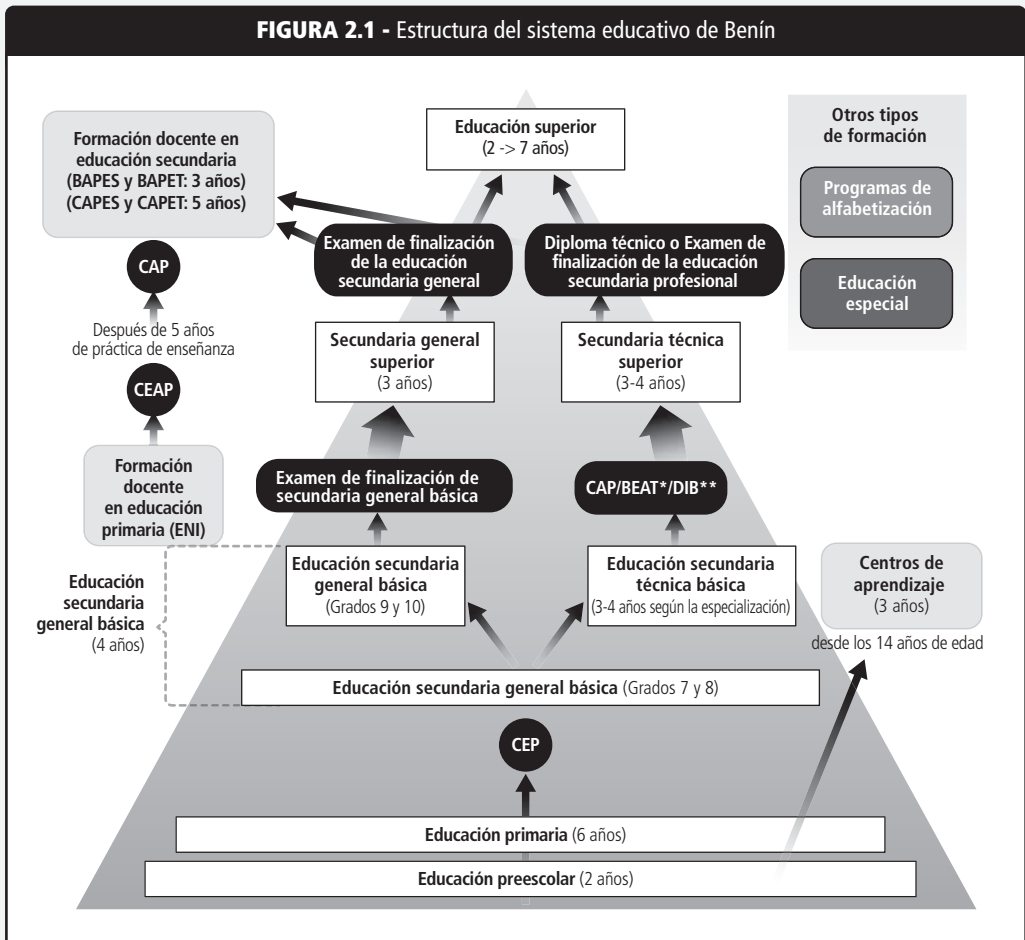 FIGURA 2.1 - Estructura del sistema educativo de Benín
Formación docente en
educación secundaria
(BAPES y BAPET: 3 años)
(CAPES y CAPET: 5 años)
Educación superior
(2 -> 7 años)
Otros tipos
de formación
Programas de
alfabetización
Educación
especial
CAP
Después de 5 años
de práctica de enseñanza
CEAP
Formación
docente
en educación
primaria (ENI)
Examen de finalización
de la educación
secundaria general
Diploma técnico o Examen de
finalización de la educación
secundaria profesional
Secundaria general
superior
(3 años)
Secundaria técnica
superior
(3-4 años)
Examen de finalización de
secundaria general básica
CAP/BEAT*/DIB**
Educación
secundaria
general básica
(4 años)
Educación secundaria
general básica
(Grados 9 y 10)
Educación secundaria
técnica básica
(3-4 años según la especialización)
Centros de
aprendizaje
(3 años)
desde los 14 años de edad
Educación secundaria general básica (Grados 7 y 8)
CEP
Educación primaria (6 años)
Educación preescolar (2 años)